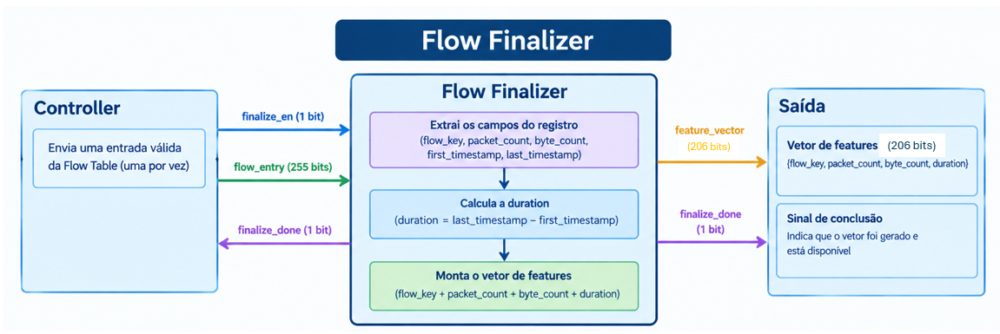 Flow Finalizer
Controller
Envia uma entrada válida
da Flow Table (uma por vez)
finalize_en (1 bit)
flow_entry (255 bits)
finalize_done (1 bit)
Flow Finalizer
Extrai os campos do registro
(flow_key, packet_count, byte_count,
first_timestamp, last_timestamp)
Calcula a duration
(duration = last_timestamp − first_timestamp)
Monta o vetor de features
(flow_key + packet_count + byte_count + duration)
feature_vector
(206 bits)
finalize_done
(1 bit)
Saída
Vetor de features (206 bits)
{flow_key, packet_count, byte_count, duration}
Sinal de conclusão
Indica que o vetor foi gerado e
está disponível